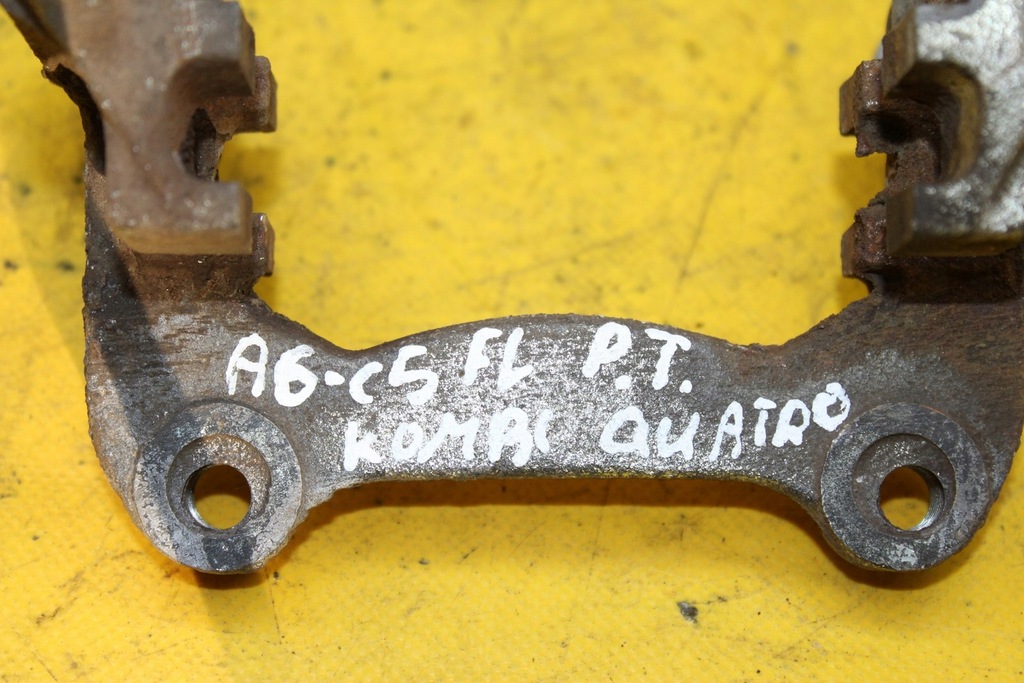 A6-C5 FL P.T.
KOMBI QUATRO